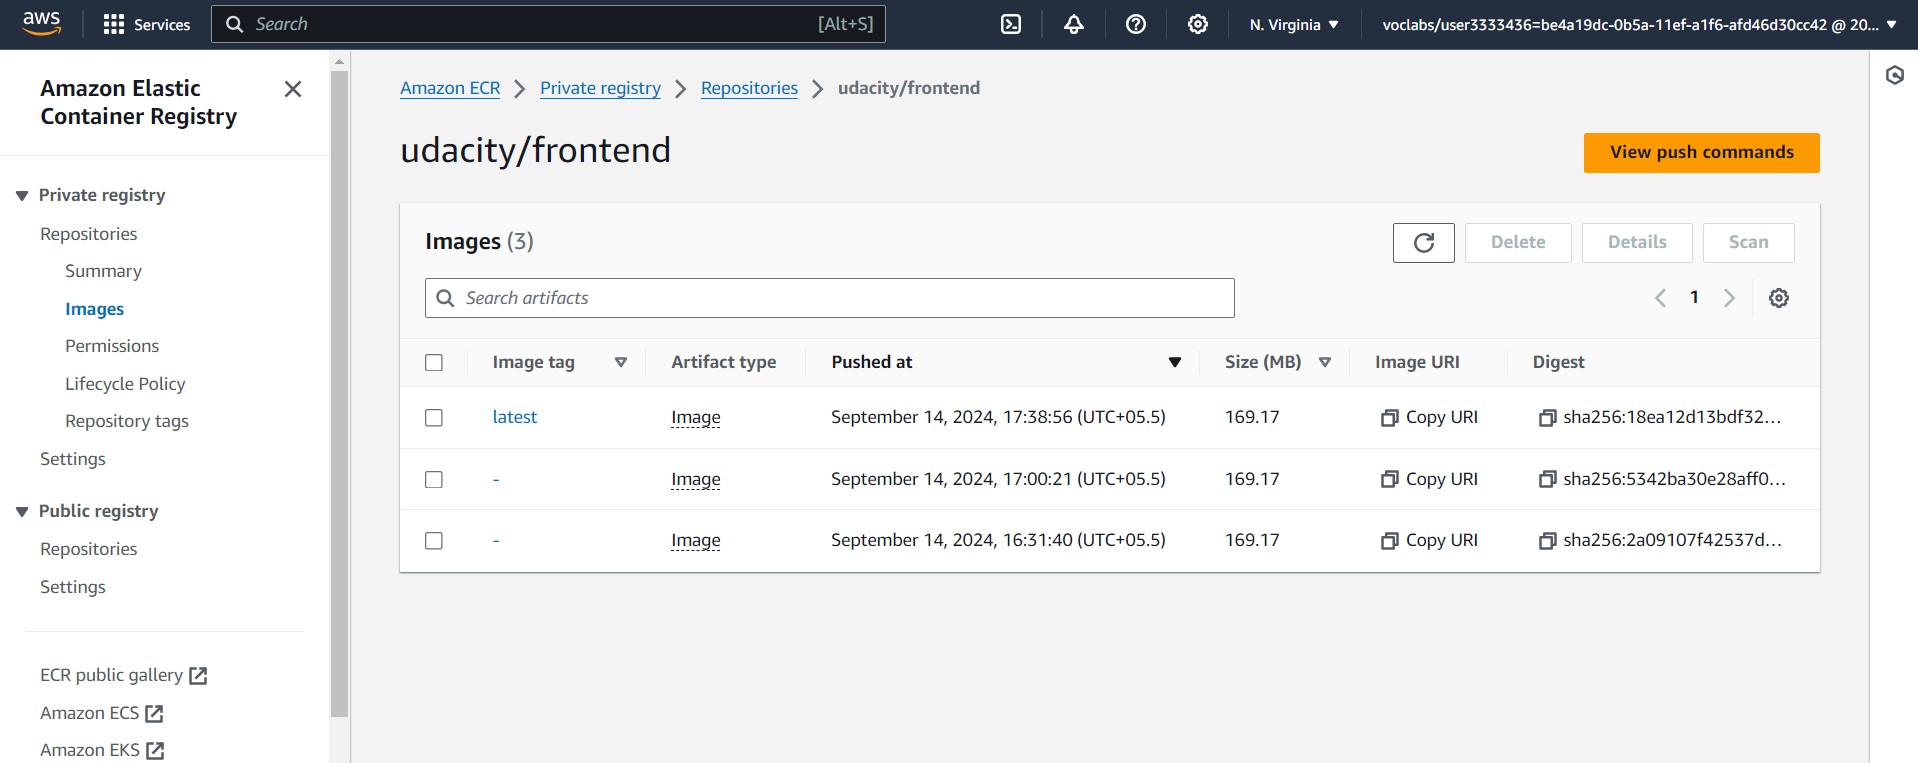 aws
Services
Search [Alt+S]
N. Virginia
voclabs/user3333436=be4a19dc-0b5a-11ef-a1f6-afd46d30cc42 @ 20...
Amazon Elastic
Container Registry
Private registry
Repositories
Summary
Images
Permissions
Lifecycle Policy
Repository tags
Settings
Public registry
Repositories
Settings
ECR public gallery
Amazon ECS
Amazon EKS
Amazon ECR > Private registry > Repositories > udacity/frontend
udacity/frontend
View push commands
Images (3)
Delete
Details
Scan
Search artifacts
1
Image tag Artifact type Pushed at Size (MB) Image URI Digest
latest Image September 14, 2024, 17:38:56 (UTC+05.5) 169.17 Copy URI sha256:18ea12d13bdf32...
- Image September 14, 2024, 17:00:21 (UTC+05.5) 169.17 Copy URI sha256:5342ba30e28aff0...
- Image September 14, 2024, 16:31:40 (UTC+05.5) 169.17 Copy URI sha256:2a09107f42537d...